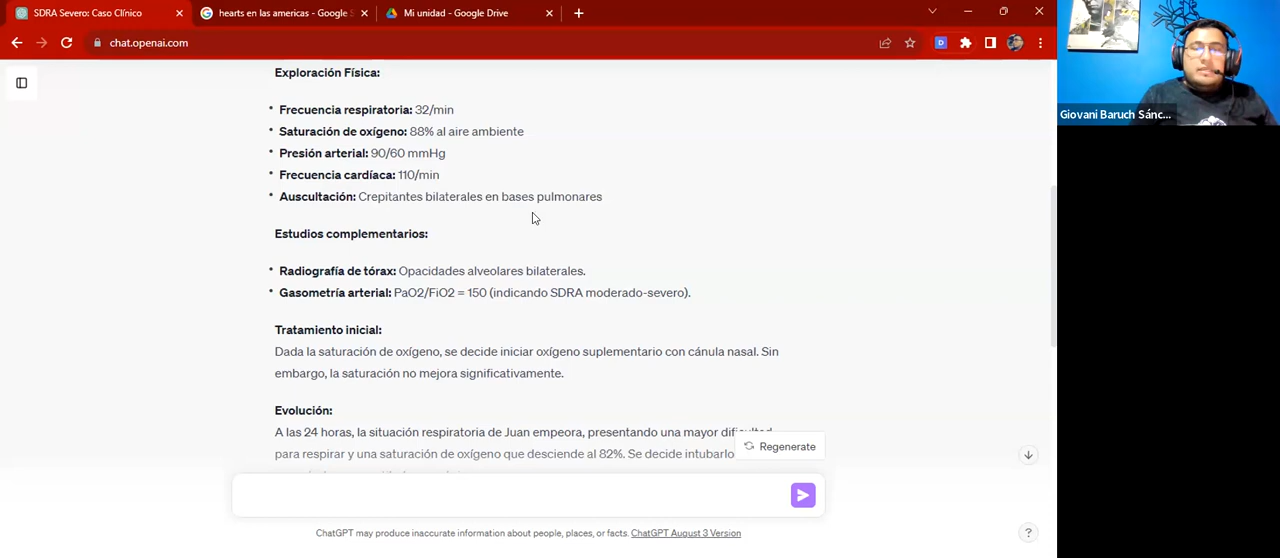 SDRA Severo: Caso Clínico
hearts en las americas - Google S
Mi unidad - Google Drive
chat.openai.com
Exploración Física:
• Frecuencia respiratoria: 32/min
• Saturación de oxígeno: 88% al aire ambiente
• Presión arterial: 90/60 mmHg
• Frecuencia cardíaca: 110/min
• Auscultación: Crepitantes bilaterales en bases pulmonares
Estudios complementarios:
• Radiografía de tórax: Opacidades alveolares bilaterales.
• Gasometría arterial: PaO2/FiO2 = 150 (indicando SDRA moderado-severo).
Tratamiento inicial:
Dada la saturación de oxígeno, se decide iniciar oxígeno suplementario con cánula nasal. Sin
embargo, la saturación no mejora significativamente.
Evolución:
A las 24 horas, la situación respiratoria de Juan empeora, presentando una mayor dificultad
para respirar y una saturación de oxígeno que desciende al 82%. Se decide intubarlo
Regenerate
ChatGPT may produce inaccurate information about people, places, or facts. ChatGPT August 3 Version
?
Giovani Baruch Sánc...